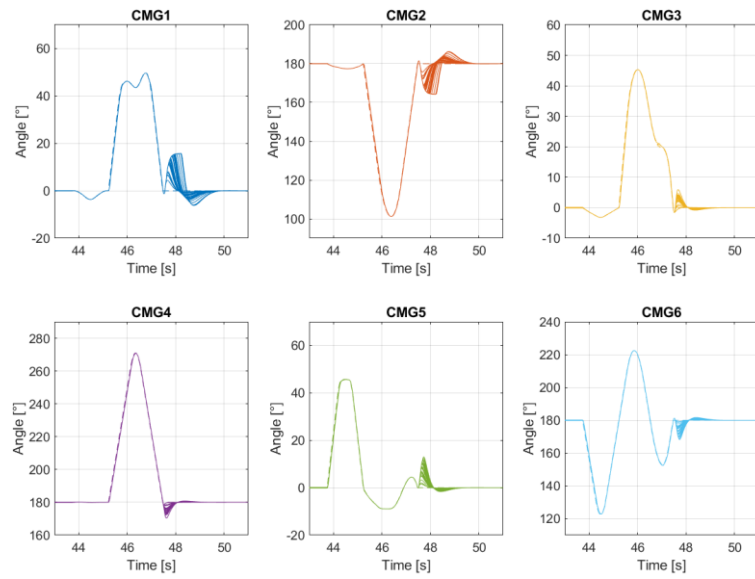 CMG1
60
40
20
0
-20
Angle [°]
44 46 48 50
Time [s]
CMG2
200
180
160
140
120
100
Angle [°]
44 46 48 50
Time [s]
CMG3
60
50
40
30
20
10
0
-10
Angle [°]
44 46 48 50
Time [s]
CMG4
280
260
240
220
200
180
160
Angle [°]
44 46 48 50
Time [s]
CMG5
60
40
20
0
-20
Angle [°]
44 46 48 50
Time [s]
CMG6
240
220
200
180
160
140
120
Angle [°]
44 46 48 50
Time [s]